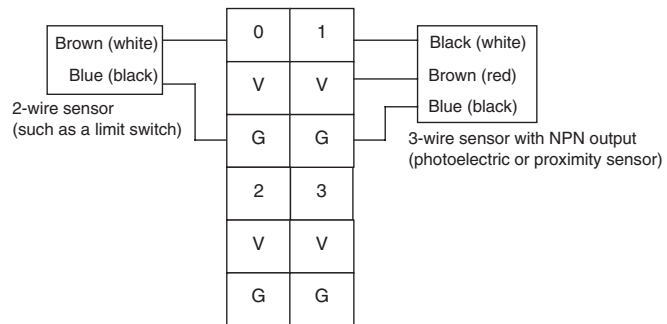 Brown (white)
Blue (black)
2-wire sensor
(such as a limit switch)
0 1
V V
G G
2 3
V V
G G
Black (white)
Brown (red)
Blue (black)
3-wire sensor with NPN output
(photoelectric or proximity sensor)